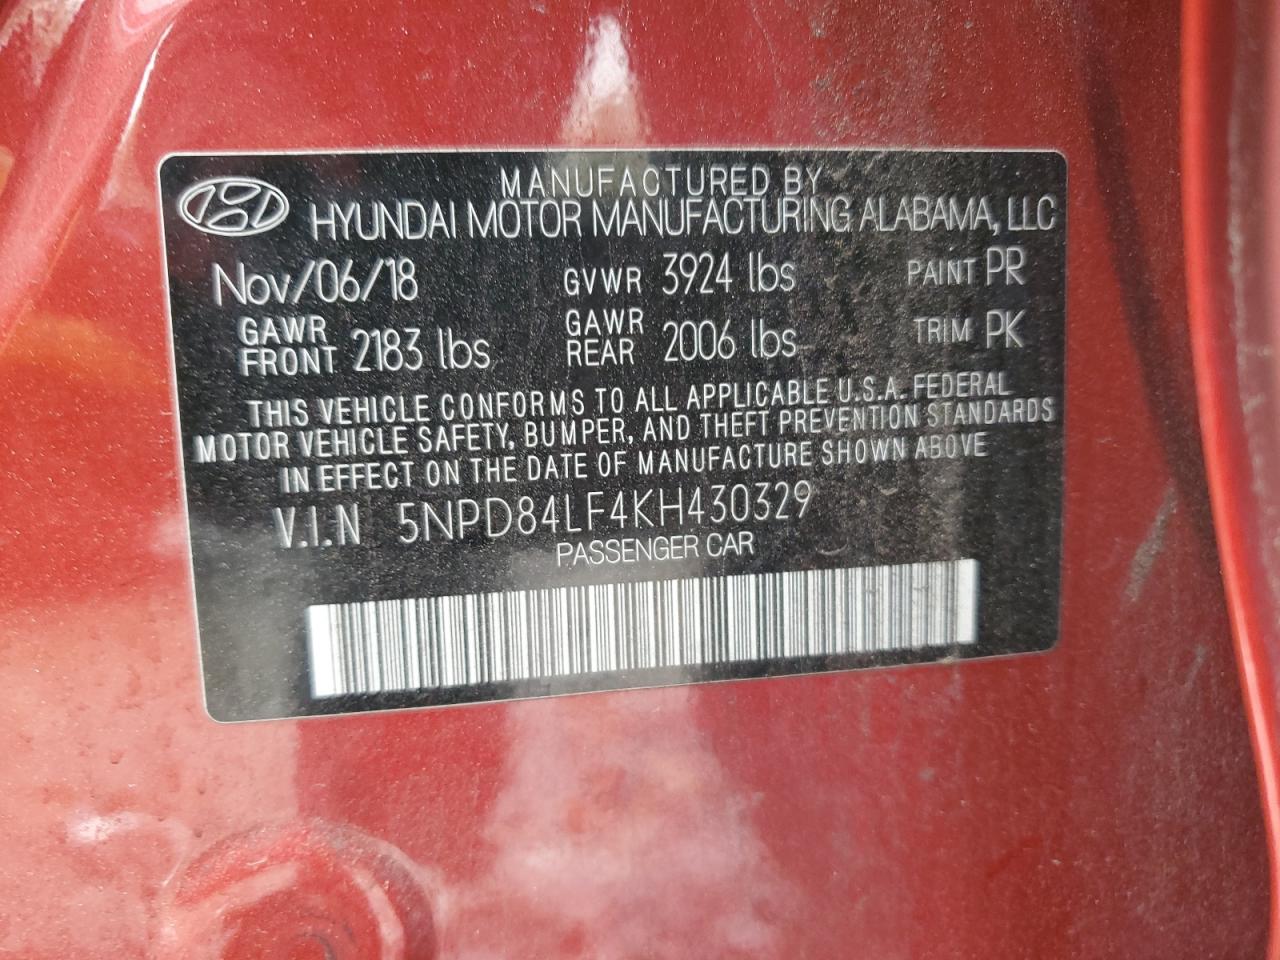 MANUFACTURED BY
HYUNDAI MOTOR MANUFACTURING ALABAMA, LLC
Nov/06/18 GVWR 3924 lbs PAINT PR
GAWR FRONT 2183 lbs GAWR REAR 2006 lbs TRIM PK
THIS VEHICLE CONFORMS TO ALL APPLICABLE U.S.A. FEDERAL
MOTOR VEHICLE SAFETY, BUMPER, AND THEFT PREVENTION STANDARDS
IN EFFECT ON THE DATE OF MANUFACTURE SHOWN ABOVE
V.I.N 5NPD84LF4KH430329
PASSENGER CAR